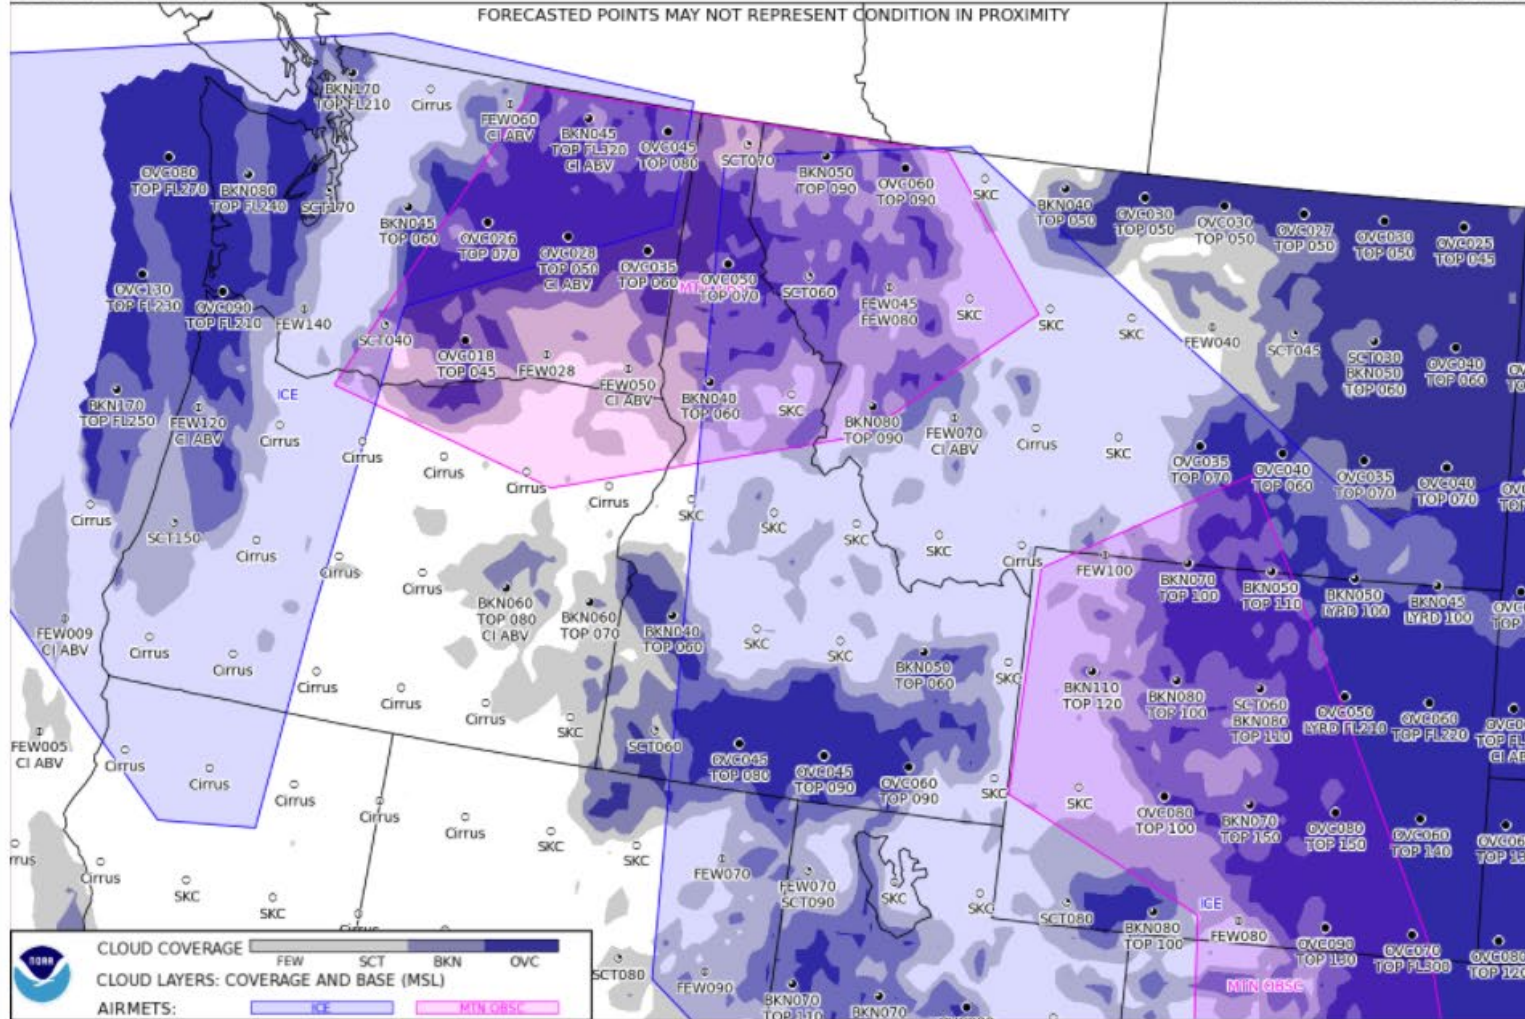 FORECASTED POINTS MAY NOT REPRESENT CONDITION IN PROXIMITY
BKN170
TOP FL210
Cirrus
FEW060
CI ABV
BKN045
TOP FL320
CI ABV
OVC045
TOP 080
SCT070
BKN050
TOP 090
OVC060
TOP 090
SKC
BKN040
TOP 050
OVC030
TOP 050
OVC030
TOP 050
OVC027
TOP 050
OVC030
TOP 050
OVC025
TOP 045
OVC080
TOP FL270
BKN080
TOP FL240
SCT170
BKN045
TOP 060
OVC026
TOP 070
OVC028
TOP 050
CI ABV
OVC035
TOP 060
OVC050
TOP 070
SCT060
FEW045
FEW080
SKC
SKC
SKC
FEW040
SCT045
SCT030
BKN050
TOP 060
OVC040
TOP 060
OVC130
TOP FL230
OVC090
TOP FL210
FEW140
SCT040
OVC018
TOP 045
FEW028
FEW050
CI ABV
BKN040
TOP 060
SKC
BKN080
TOP 090
FEW070
CI ABV
Cirrus
SKC
OVC035
TOP 070
OVC040
TOP 060
OVC035
TOP 070
OVC040
TOP 070
ICE
BKN170
TOP FL250
FEW120
CI ABV
Cirrus
Cirrus
Cirrus
Cirrus
Cirrus
SKC
SKC
SKC
SKC
Cirrus
FEW100
BKN070
TOP 100
BKN050
TOP 110
BKN050
LYRD 100
BKN045
LYRD 100
Cirrus
SCT150
Cirrus
Cirrus
Cirrus
BKN060
TOP 080
CI ABV
BKN060
TOP 070
BKN040
TOP 060
SKC
SKC
BKN050
TOP 060
SKC
BKN110
TOP 120
BKN080
TOP 100
SCT060
BKN080
TOP 110
OVC050
LYRD FL210
OVC060
TOP FL220
FEW009
CI ABV
Cirrus
Cirrus
Cirrus
Cirrus
Cirrus
SKC
SCT060
OVC045
TOP 080
OVC045
TOP 090
OVC060
TOP 090
SKC
SKC
OVC080
TOP 100
BKN070
TOP 150
OVC080
TOP 150
OVC060
TOP 140
FEW005
CI ABV
Cirrus
Cirrus
Cirrus
Cirrus
Cirrus
SKC
SKC
FEW070
FEW070
SCT090
SKC
SKC
SCT080
BKN080
TOP 100
ICE
FEW080
OVC090
TOP 130
OVC070
TOP FL300
OVC080
TOP 120
Cirrus
SKC
SKC
SCT080
FEW090
BKN070
TOP 110
BKN070
MTN OBSC
CLOUD COVERAGE
FEW SCT BKN OVC
CLOUD LAYERS: COVERAGE AND BASE (MSL)
AIRMETS: ICE MTN OBSC
NOAA